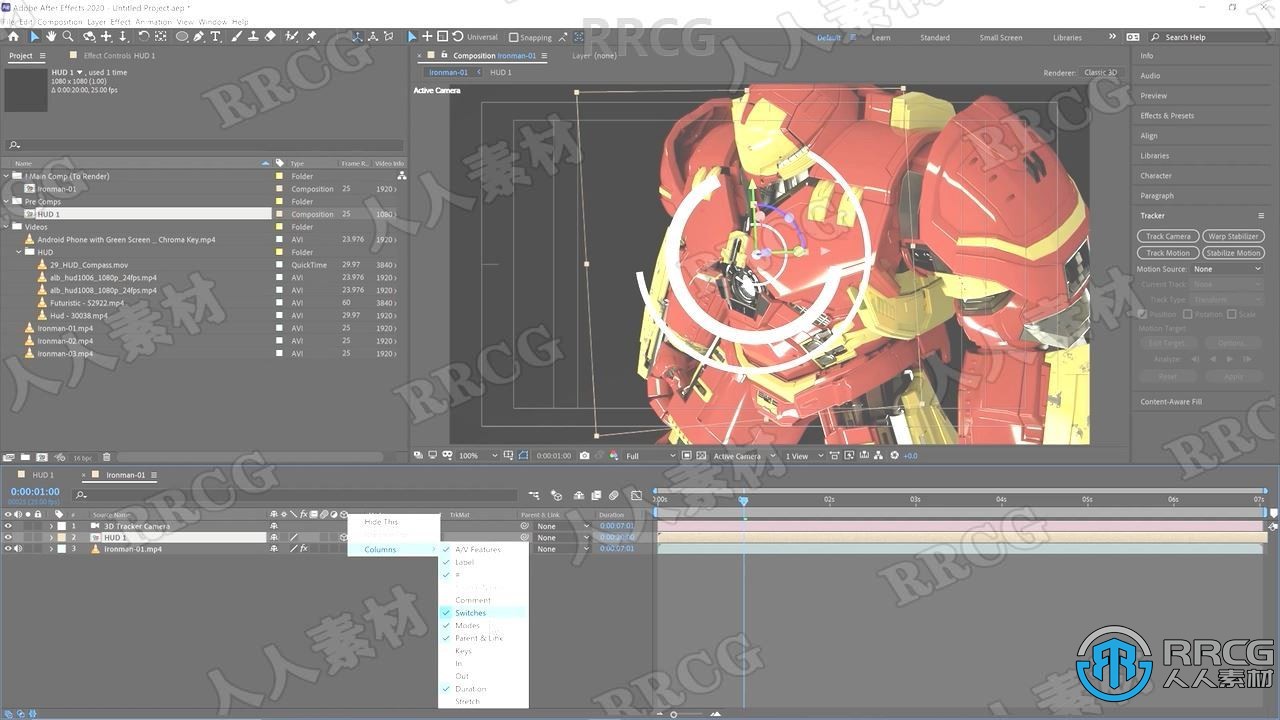 Adobe After Effects 2020 - Untitled Project.aep *
File Edit Composition Layer Effect Animation View Window Help
Universal
Snapping
RRCG
Default
Learn
Standard
Small Screen
Libraries
Search Help
Project
Effect Controls HUD 1
Composition Ironman-01
Layer (none)
HUD 1 , used 1 time
1080 x 1080 (1.00)
Δ 0:00:20:00, 25.00 fps
Ironman-01
HUD 1
Renderer: Classic 3D
Active Camera
Info
Audio
Preview
Effects & Presets
Align
Libraries
Character
Paragraph
Tracker
Track Camera
Warp Stabilizer
Track Motion
Stabilize Motion
Motion Source: None
Current Track: None
Track Type: Transform
Position
Rotation
Scale
Motion Target:
Edit Target...
Options...
Analyze:
Reset
Apply
Content-Aware Fill
Name
Type
Frame R...
Video Info
! Main Comp (To Render) Folder
Ironman-01 Composition 25 1920
Pre Comps Folder
HUD 1 Composition 25 1080
Videos Folder
Android Phone with Green Screen _ Chroma Key.mp4 AVI 23.976 1920
HUD Folder
29_HUD_Compass.mov QuickTime 29.97 3840
alb_hud1006_1080p_24fps.mp4 AVI 23.976 1920
alb_hud1008_1080p_24fps.mp4 AVI 23.976 1920
Futuristic - 52922.mp4 AVI 60 3840
Hud - 30038.mp4 AVI 29.97 1920
Ironman-01.mp4 AVI 25 1920
Ironman-02.mp4 AVI 25 1920
Ironman-03.mp4 AVI 25 1920
16 bpc
100%
0:00:01:00
Full
Active Camera
1 View
+0.0
HUD 1
Ironman-01
0:00:01:00
00025 (25.00 fps)
# Source Name
TrkMat
Parent & Link
Duration
0:00s
02s
03s
04s
05s
06s
07s
1 3D Tracker Camera None 0:00:07:01
2 HUD 1 None 0:00:20:00
3 Ironman-01.mp4 None 0:00:07:01
Hide This
Columns
A/V Features
Label
#
Comment
Switches
Modes
Parent & Link
Keys
In
Out
Duration
Stretch
RRCG
人人素材
RRCG
人人素材